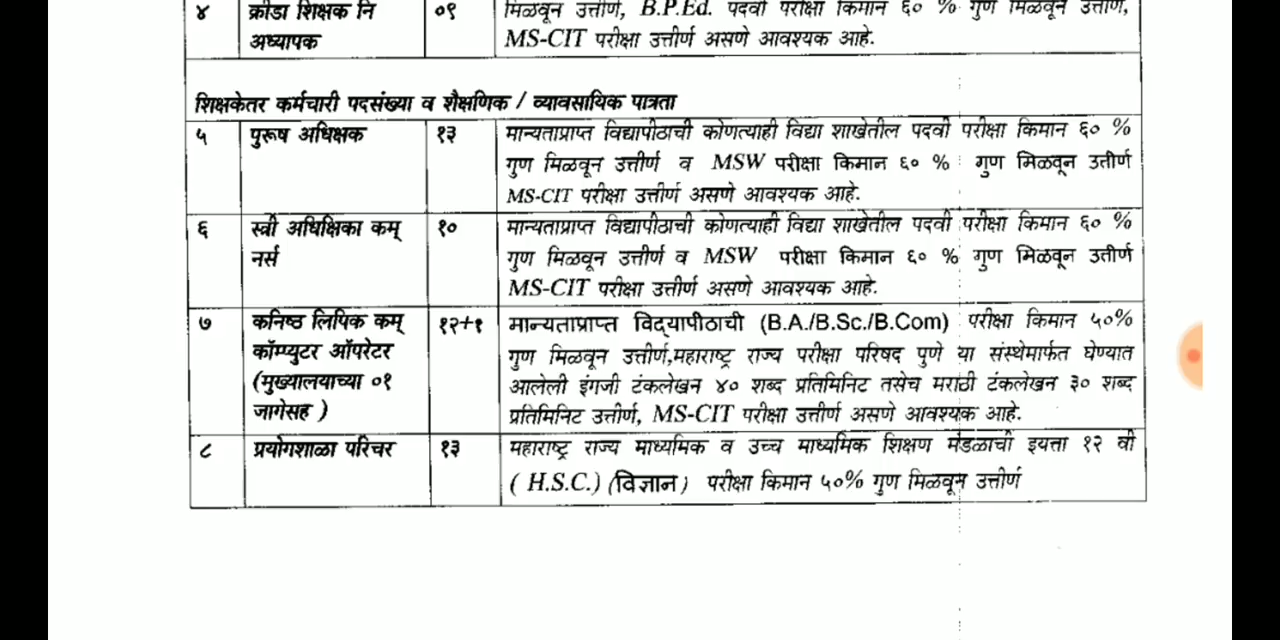 ४ क्रीडा शिक्षक नि ०९ मिळवून उत्तीर्ण, B.P.Ed. पदवी परीक्षा किमान ६० % गुण मिळवून उत्तीर्ण,
अध्यापक MS-CIT परीक्षा उत्तीर्ण असणे आवश्यक आहे.
शिक्षकेतर कर्मचारी पदसंख्या व शैक्षणिक / व्यावसायिक पात्रता
५ पुरूष अधिक्षक १३ मान्यताप्राप्त विद्यापीठाची कोणत्याही विद्या शाखेतील पदवी परीक्षा किमान ६० %
गुण मिळवून उत्तीर्ण व MSW परीक्षा किमान ६० % गुण मिळवून उत्तीर्ण
MS-CIT परीक्षा उत्तीर्ण असणे आवश्यक आहे.
६ स्त्री अधिक्षिका कम् १० मान्यताप्राप्त विद्यापीठाची कोणत्याही विद्या शाखेतील पदवी परीक्षा किमान ६० %
नर्स गुण मिळवून उत्तीर्ण व MSW परीक्षा किमान ६० % गुण मिळवून उत्तीर्ण
MS-CIT परीक्षा उत्तीर्ण असणे आवश्यक आहे.
७ कनिष्ठ लिपिक कम् १२+१ मान्यताप्राप्त विद्यापीठाची (B.A./B.Sc./B.Com) परीक्षा किमान ५०%
कॉम्प्युटर ऑपरेटर गुण मिळवून उत्तीर्ण,महाराष्ट्र राज्य परीक्षा परिषद पुणे या संस्थेमार्फत घेण्यात
(मुख्यालयाच्या ०१ आलेली इंगजी टंकलेखन ४० शब्द प्रतिमिनिट तसेच मराठी टंकलेखन ३० शब्द
जागेसह ) प्रतिमिनिट उत्तीर्ण, MS-CIT परीक्षा उत्तीर्ण असणे आवश्यक आहे.
८ प्रयोगशाळा परिचर १३ महाराष्ट्र राज्य माध्यमिक व उच्च माध्यमिक शिक्षण मंडळाची इयत्ता १२ वी
( H.S.C.) (विज्ञान) परीक्षा किमान ५०% गुण मिळवून उत्तीर्ण